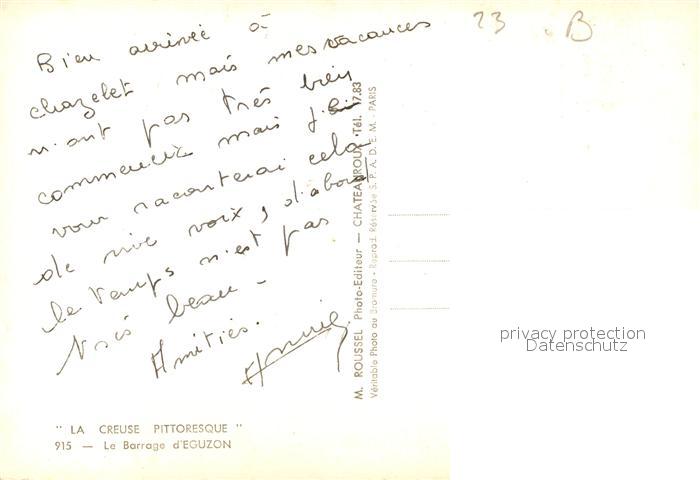 23 . B
Bien arrivée à
chazelet mais mes vacances
n'ont pas très bien
commencer mais j'
vous raconterai cela
de vive voix, d'abord
le temps n'est pas
très beau -
Amitiés.
Annie
M. ROUSSEL Photo-Editeur — CHATEAUROUX Tél. 17.83
Véritable Photo au Bromure - Reprod. Réservée S. P. A. D. E. M. - PARIS
privacy protection
Datenschutz
" LA CREUSE PITTORESQUE "
915 — Le Barrage d'EGUZON